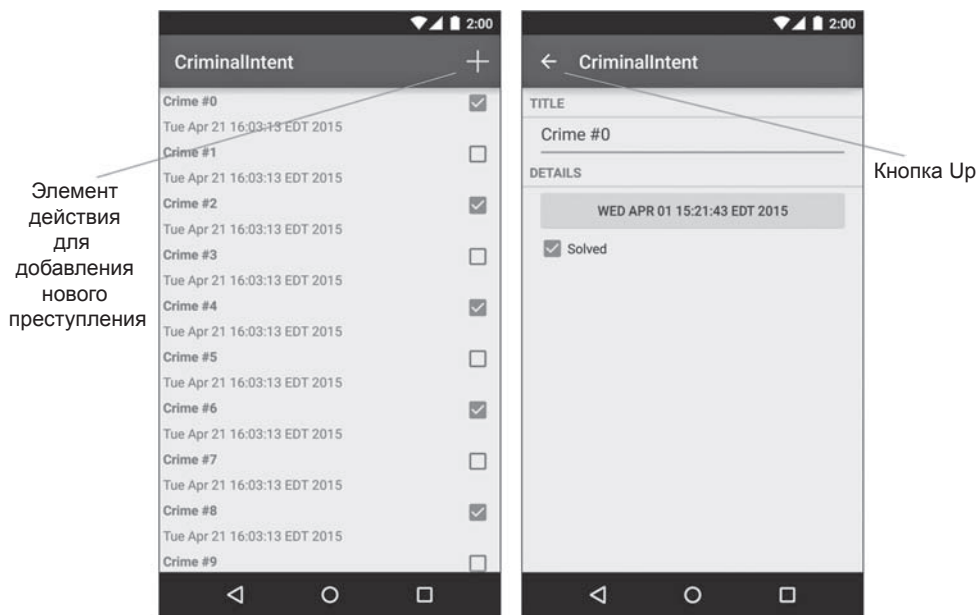 Элемент
действия
для
добавления
нового
преступления
2:00
CriminalIntent
Crime #0
Tue Apr 21 16:03:13 EDT 2015
Crime #1
Tue Apr 21 16:03:13 EDT 2015
Crime #2
Tue Apr 21 16:03:13 EDT 2015
Crime #3
Tue Apr 21 16:03:13 EDT 2015
Crime #4
Tue Apr 21 16:03:13 EDT 2015
Crime #5
Tue Apr 21 16:03:13 EDT 2015
Crime #6
Tue Apr 21 16:03:13 EDT 2015
Crime #7
Tue Apr 21 16:03:13 EDT 2015
Crime #8
Tue Apr 21 16:03:13 EDT 2015
Crime #9
2:00
CriminalIntent
TITLE
Crime #0
DETAILS
WED APR 01 15:21:43 EDT 2015
Solved
Кнопка Up